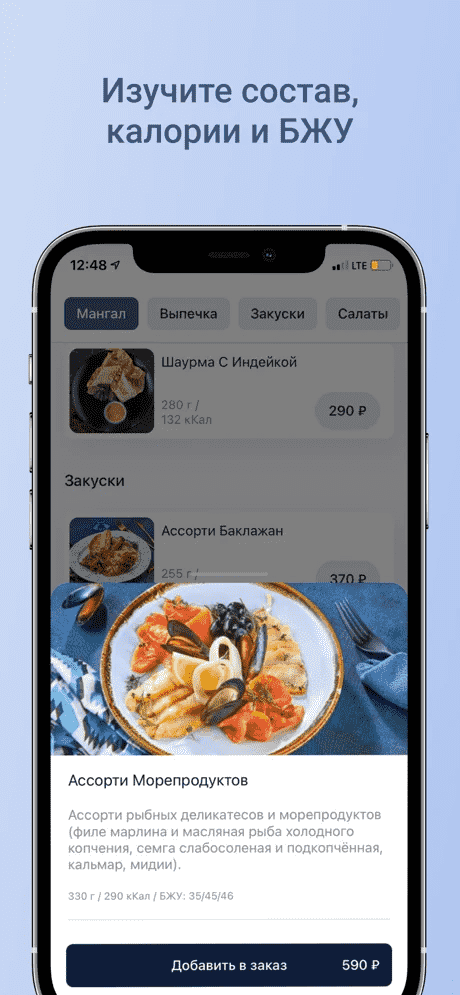 Изучите состав,
калории и БЖУ
12:48
LTE
Мангал
Выпечка
Закуски
Салаты
Шаурма С Индейкой
280 г /
132 кКал
290 ₽
Закуски
Ассорти Баклажан
255 г /
370 ₽
Ассорти Морепродуктов
Ассорти рыбных деликатесов и морепродуктов
(филе марлина и масляная рыба холодного
копчения, семга слабосоленая и подкопчённая,
кальмар, мидии).
330 г / 290 кКал / БЖУ: 35/45/46
Добавить в заказ 590 ₽